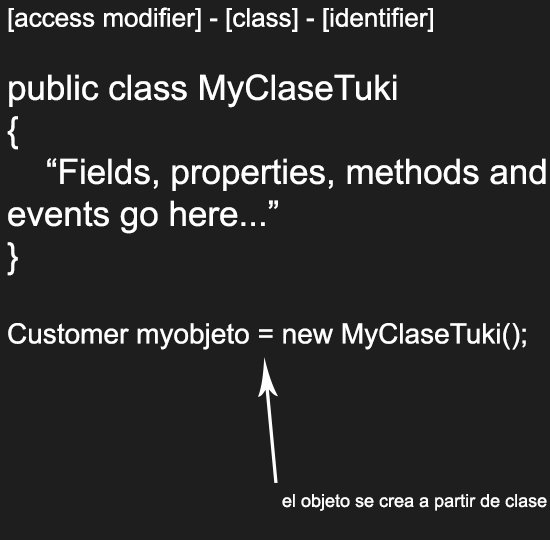 [access modifier] - [class] - [identifier]
public class MyClaseTuki
{
“Fields, properties, methods and
events go here...”
}
Customer myobjeto = new MyClaseTuki();
el objeto se crea a partir de clase